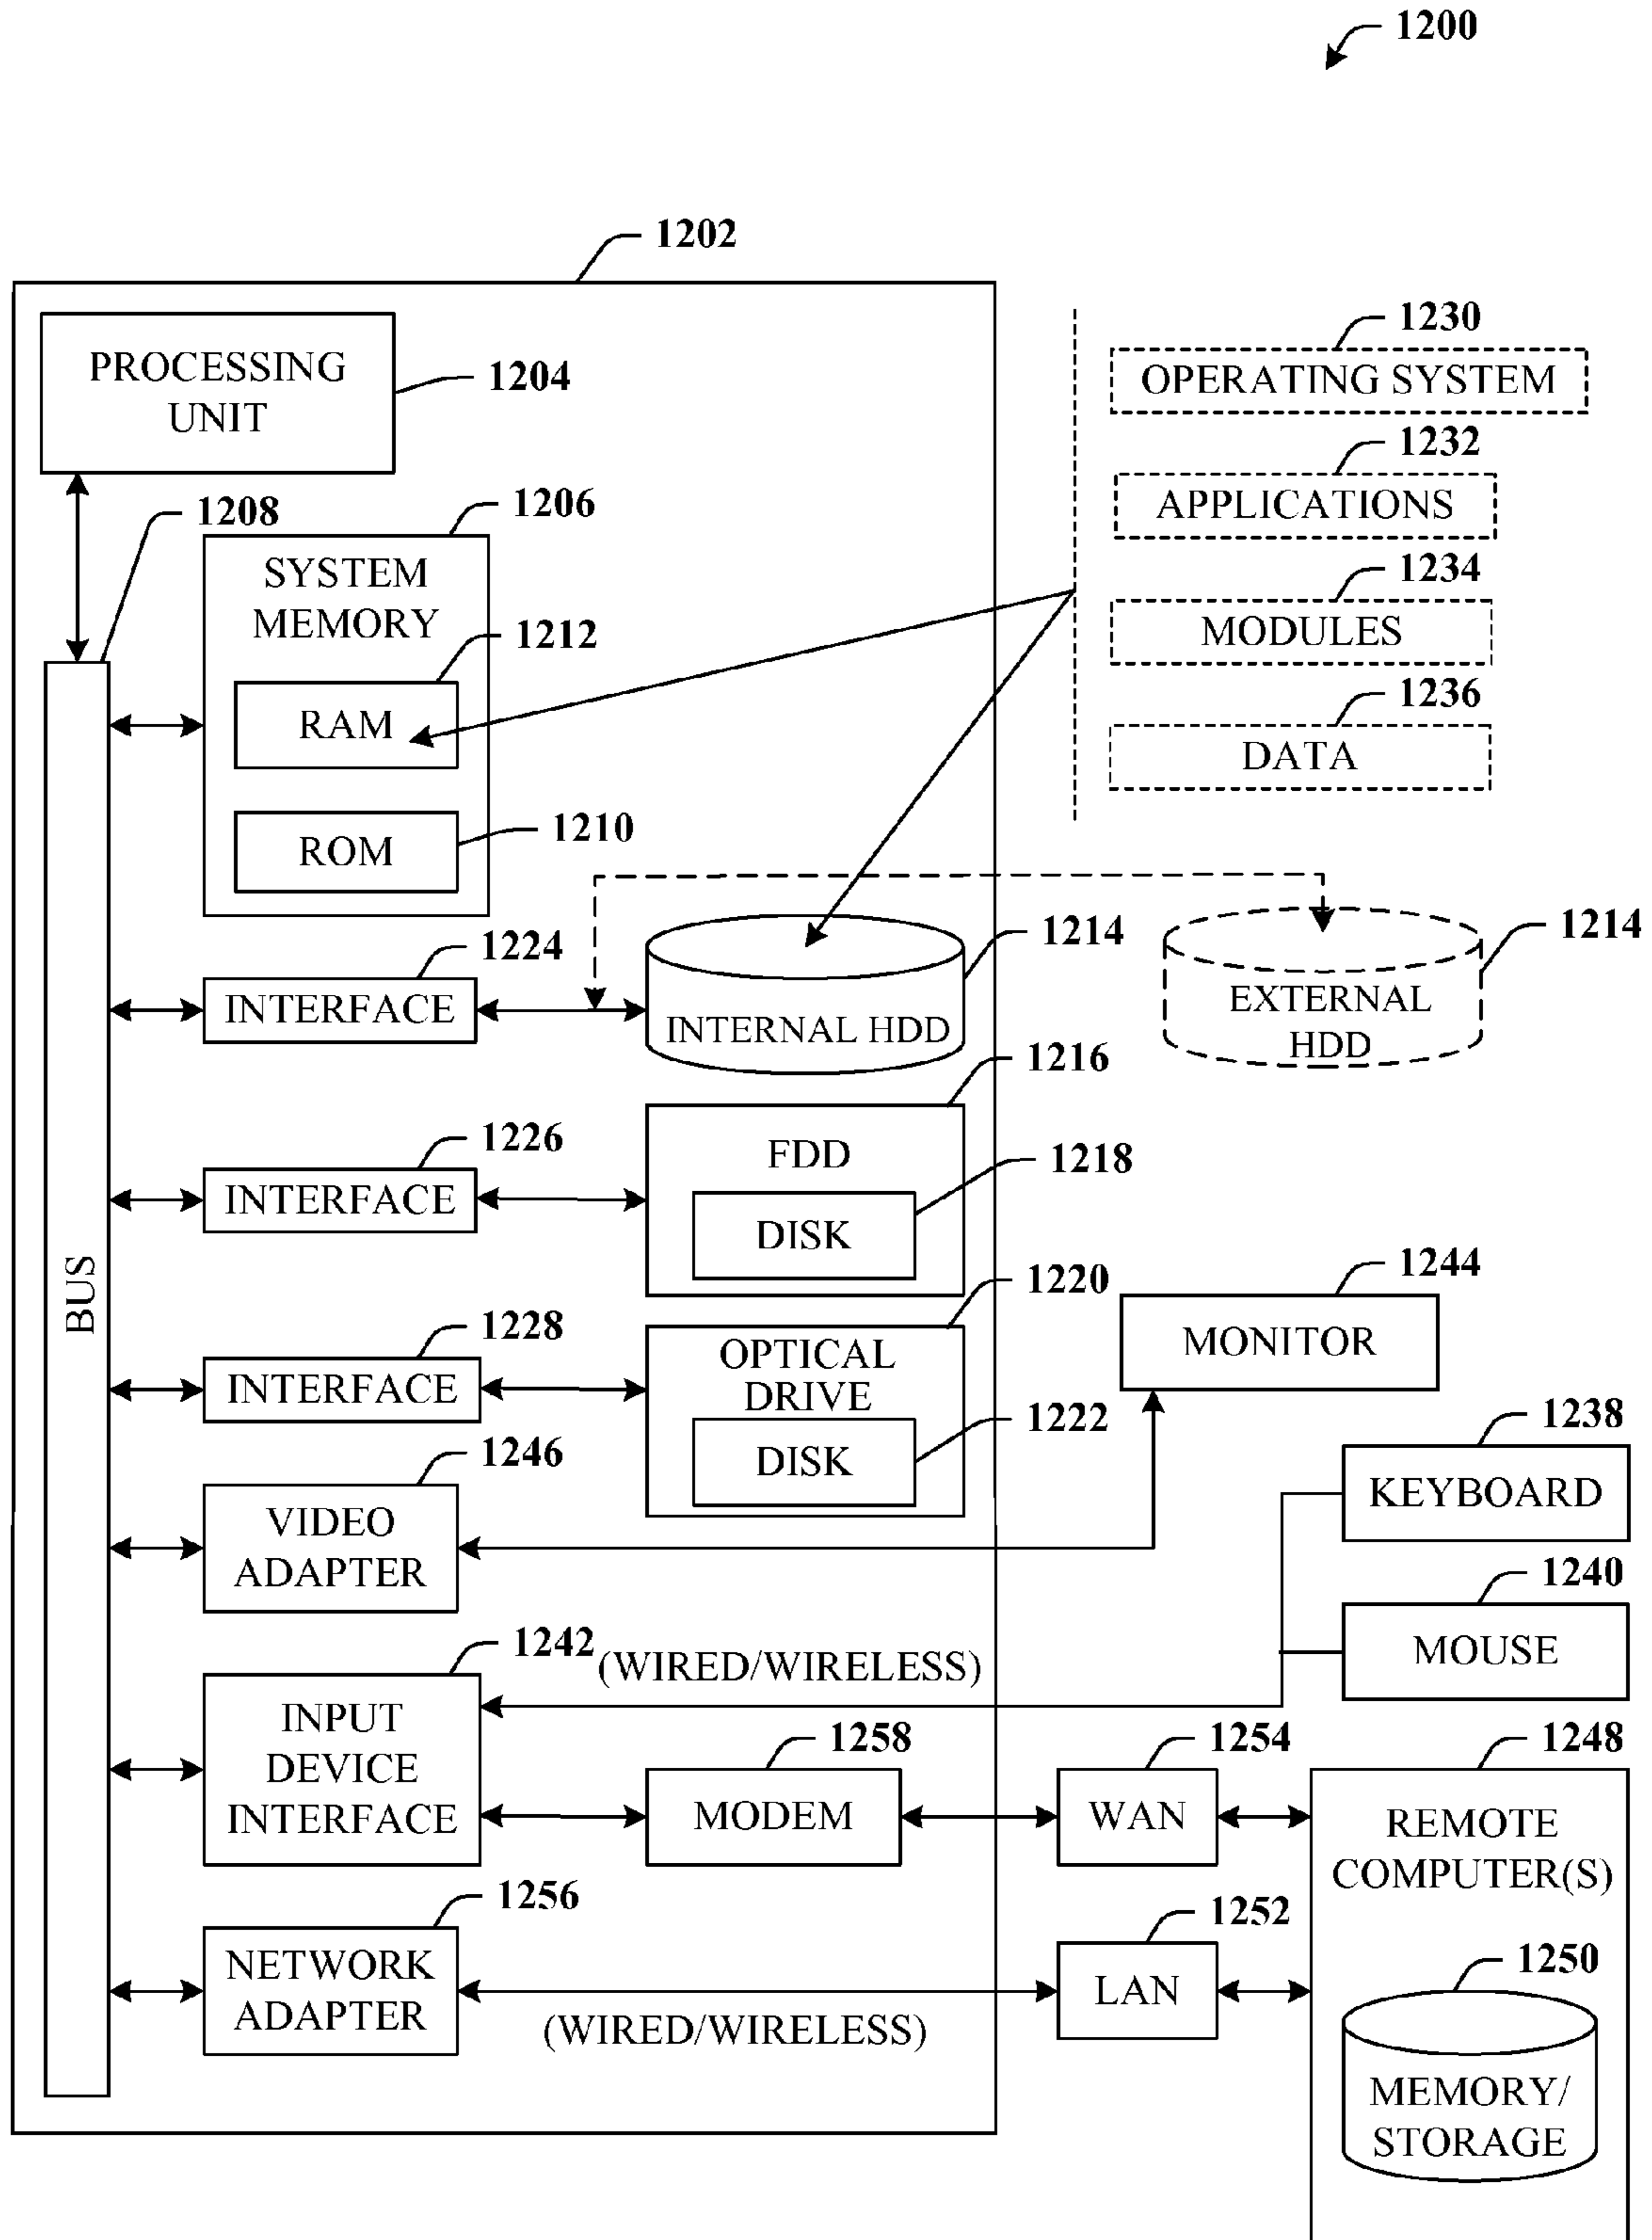 1200
1202
PROCESSING
UNIT
1204
1230
OPERATING SYSTEM
1232
APPLICATIONS
1234
MODULES
1236
DATA
1208
1206
SYSTEM
MEMORY
1212
RAM
1210
ROM
1224
INTERFACE
1214
INTERNAL HDD
1214
EXTERNAL
HDD
1226
INTERFACE
1216
FDD
1218
DISK
BUS
1228
INTERFACE
1220
OPTICAL
DRIVE
1222
DISK
1244
MONITOR
1246
VIDEO
ADAPTER
1238
KEYBOARD
1240
MOUSE
1242
(WIRED/WIRELESS)
INPUT
DEVICE
INTERFACE
1258
MODEM
1254
WAN
1248
REMOTE
COMPUTER(S)
1256
NETWORK
ADAPTER
(WIRED/WIRELESS)
1252
LAN
1250
MEMORY/
STORAGE